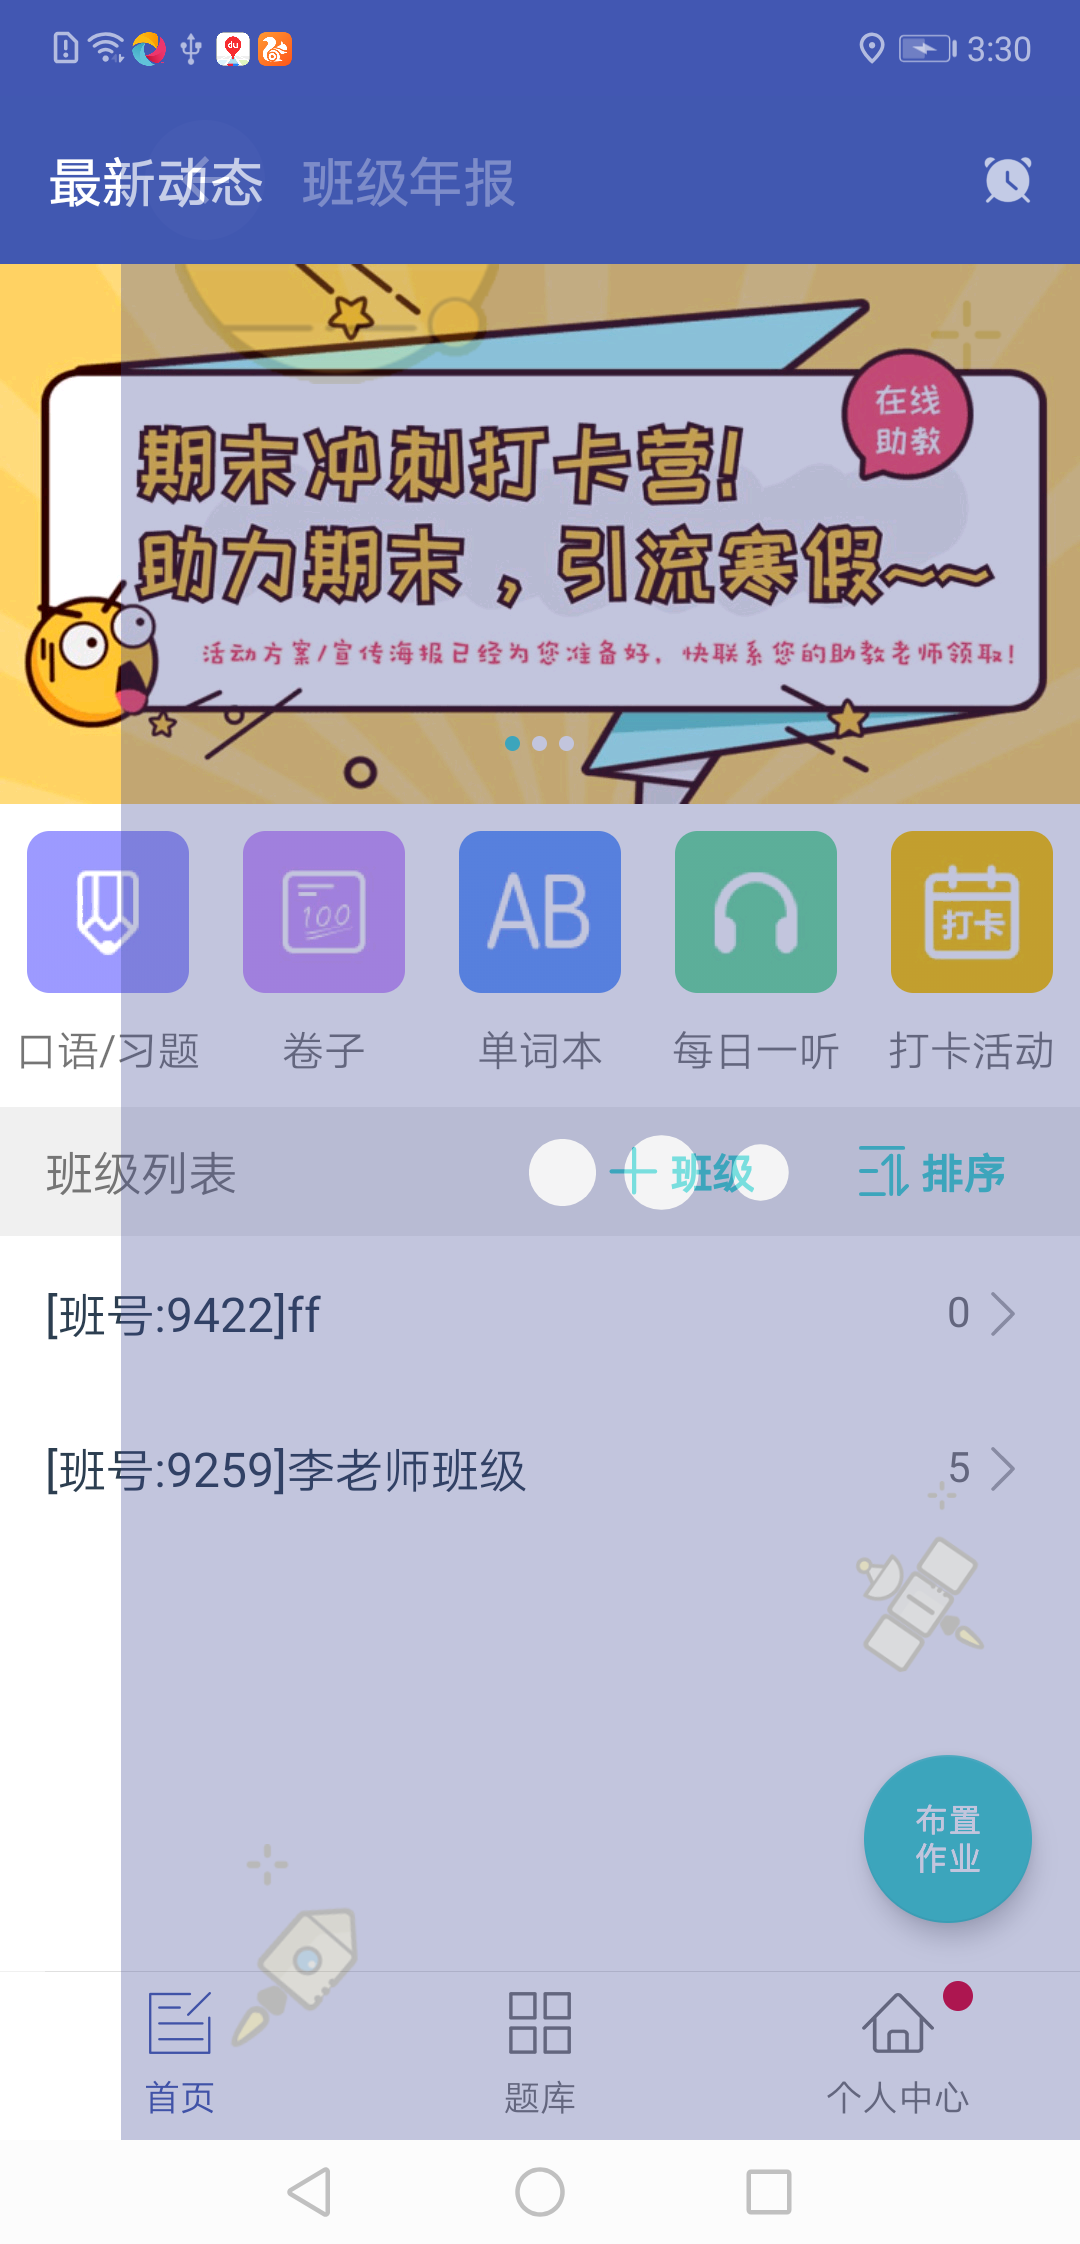 3:30
最新动态 班级年报
在线
助教
期末冲刺打卡营!
助力期末，引流寒假~~
活动方案/宣传海报已经为您准备好，快联系您的助教老师领取!
100 AB 打卡
口语/习题 卷子 单词本 每日一听 打卡活动
班级列表 班级 排序
[班号:9422]ff 0
[班号:9259]李老师班级 5
布置
作业
首页 题库 个人中心